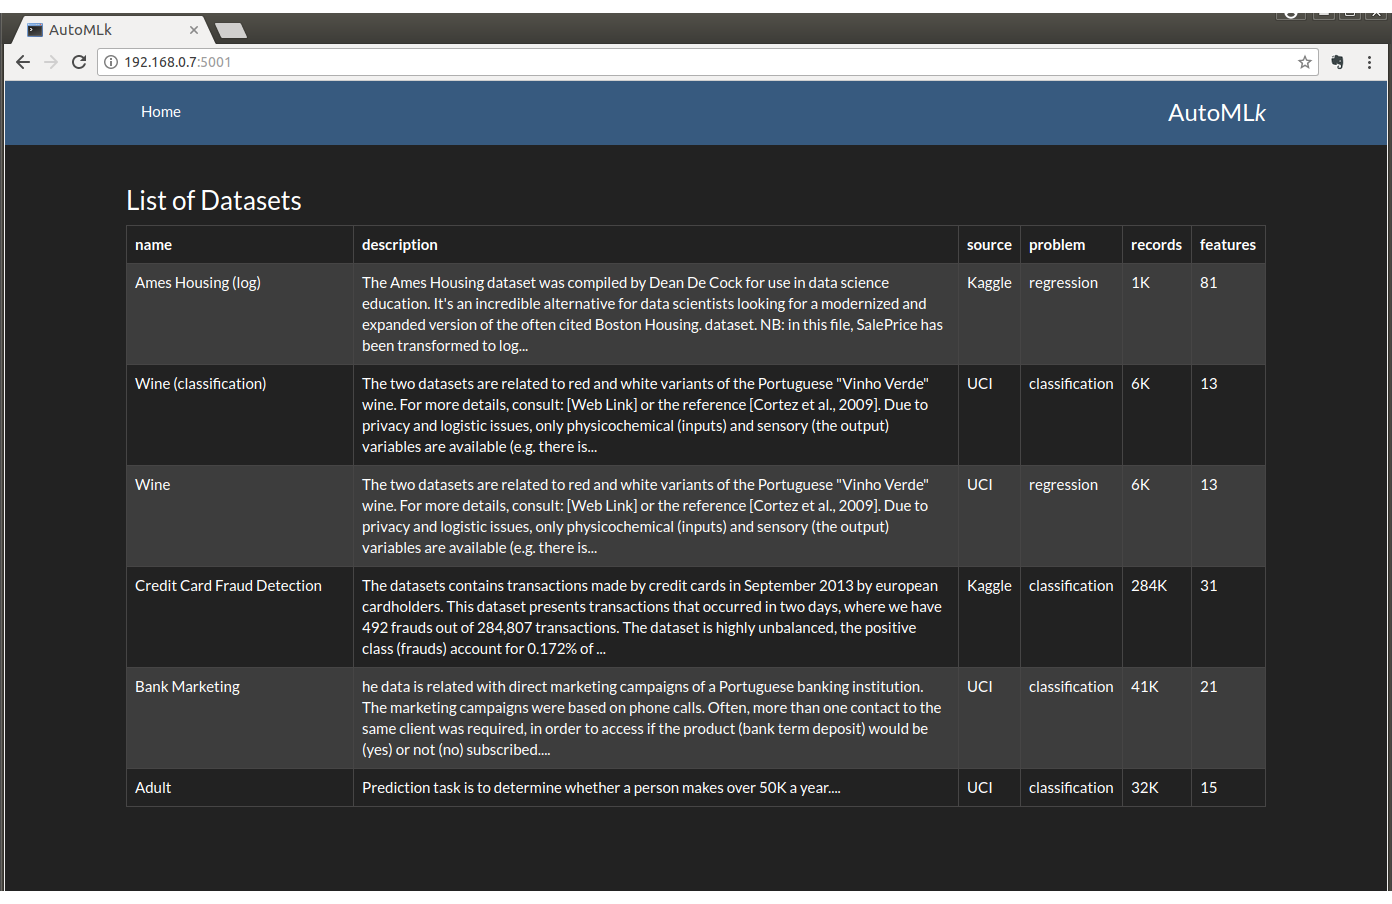 AutoMLk
192.168.0.7:5001
Home
AutoMLk
List of Datasets
name description source problem records features
Ames Housing (log) The Ames Housing dataset was compiled by Dean De Cock for use in data science Kaggle regression 1K 81
education. It's an incredible alternative for data scientists looking for a modernized and
expanded version of the often cited Boston Housing. dataset. NB: in this file, SalePrice has
been transformed to log...
Wine (classification) The two datasets are related to red and white variants of the Portuguese "Vinho Verde" UCI classification 6K 13
wine. For more details, consult: [Web Link] or the reference [Cortez et al., 2009]. Due to
privacy and logistic issues, only physicochemical (inputs) and sensory (the output)
variables are available (e.g. there is...
Wine The two datasets are related to red and white variants of the Portuguese "Vinho Verde" UCI regression 6K 13
wine. For more details, consult: [Web Link] or the reference [Cortez et al., 2009]. Due to
privacy and logistic issues, only physicochemical (inputs) and sensory (the output)
variables are available (e.g. there is...
Credit Card Fraud Detection The datasets contains transactions made by credit cards in September 2013 by european Kaggle classification 284K 31
cardholders. This dataset presents transactions that occurred in two days, where we have
492 frauds out of 284,807 transactions. The dataset is highly unbalanced, the positive
class (frauds) account for 0.172% of ...
Bank Marketing he data is related with direct marketing campaigns of a Portuguese banking institution. UCI classification 41K 21
The marketing campaigns were based on phone calls. Often, more than one contact to the
same client was required, in order to access if the product (bank term deposit) would be
(yes) or not (no) subscribed....
Adult Prediction task is to determine whether a person makes over 50K a year.... UCI classification 32K 15